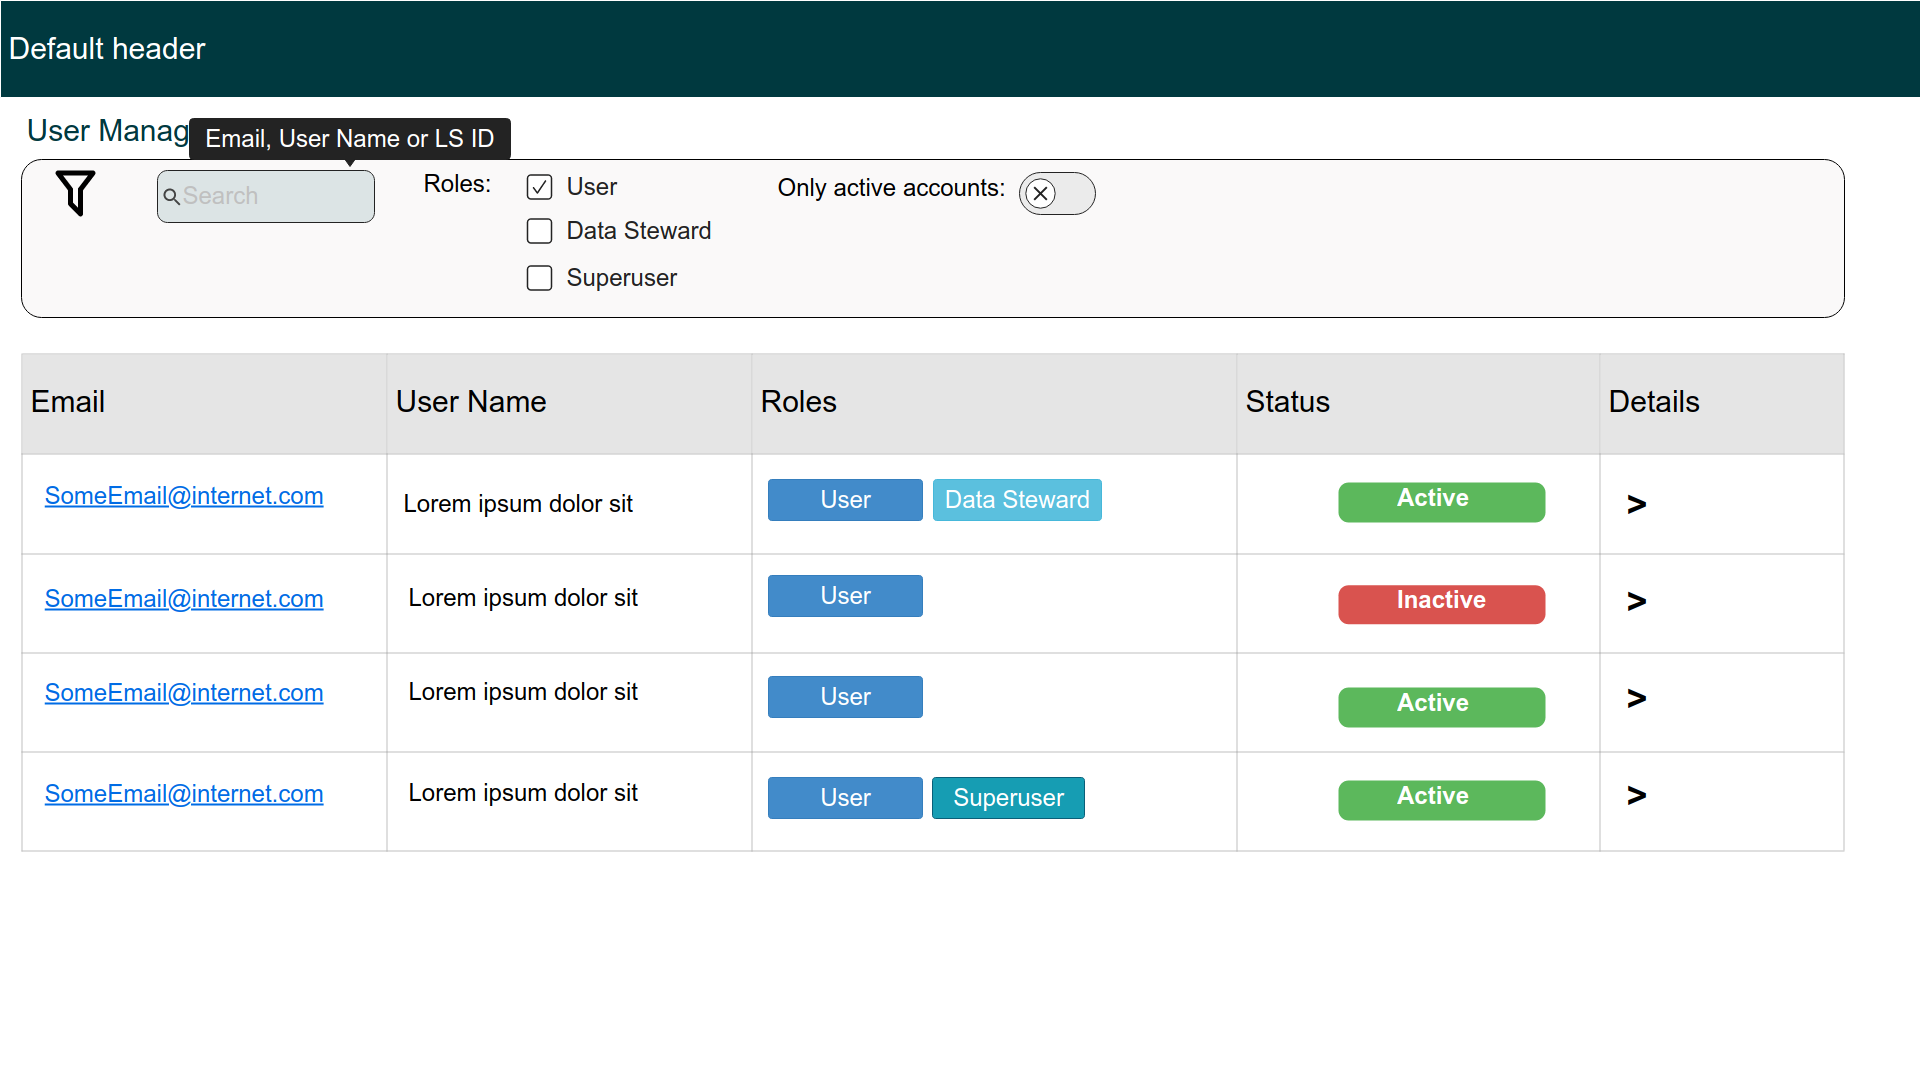 Default header
User Manag
Email, User Name or LS ID
Search
Roles:
User
Data Steward
Superuser
Only active accounts:
Email User Name Roles Status Details
SomeEmail@internet.com Lorem ipsum dolor sit User Data Steward Active >
SomeEmail@internet.com Lorem ipsum dolor sit User Inactive >
SomeEmail@internet.com Lorem ipsum dolor sit User Active >
SomeEmail@internet.com Lorem ipsum dolor sit User Superuser Active >